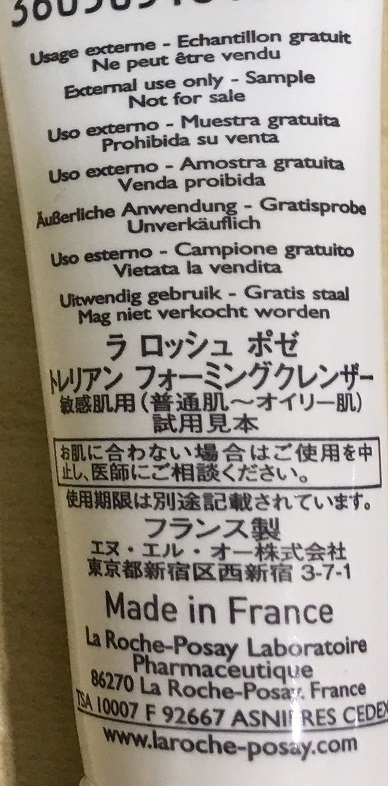 Usage externe - Echantillon gratuit
Ne peut être vendu
External use only - Sample
Not for sale
Uso externo - Muestra gratuita
Prohibida su venta
Uso externo - Amostra gratuita
Venda proibida
Äußerliche Anwendung - Gratisprobe
Unverkäuflich
Uso esterno - Campione gratuito
Vietata la vendita
Uitwendig gebruik - Gratis staal
Mag niet verkocht worden
ラ ロッシュ ポゼ
トレリアン フォーミングクレンザー
敏感肌用(普通肌～オイリー肌)
試用見本
お肌に合わない場合はご使用を中
止し、医師にご相談ください。
使用期限は別途記載されています。
フランス製
エヌ・エル・オー株式会社
東京都新宿区西新宿 3-7-1
Made in France
La Roche-Posay Laboratoire
Pharmaceutique
86270 La Roche-Posay. France
TSA 10007 F 92667 ASNIERES CEDEX
www.laroche-posay.com